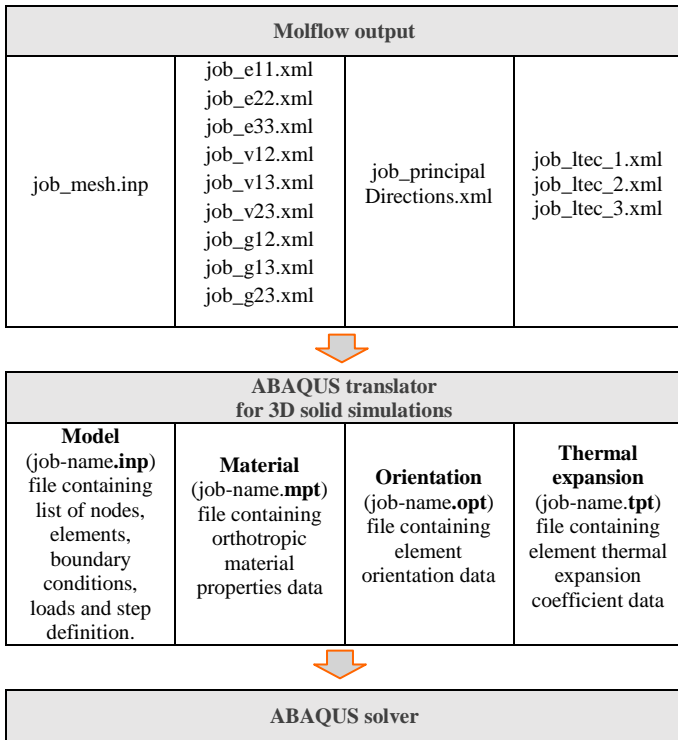 Molflow output
job_mesh.inp
job_e11.xml
job_e22.xml
job_e33.xml
job_v12.xml
job_v13.xml
job_v23.xml
job_g12.xml
job_g13.xml
job_g23.xml
job_principal
Directions.xml
job_ltec_1.xml
job_ltec_2.xml
job_ltec_3.xml
ABAQUS translator
for 3D solid simulations
Model
(job-name.inp)
file containing
list of nodes,
elements,
boundary
conditions,
loads and step
definition.
Material
(job-name.mpt)
file containing
orthotropic
material
properties data
Orientation
(job-name.opt)
file containing
element
orientation data
Thermal
expansion
(job-name.tpt)
file containing
element thermal
expansion
coefficient data
ABAQUS solver